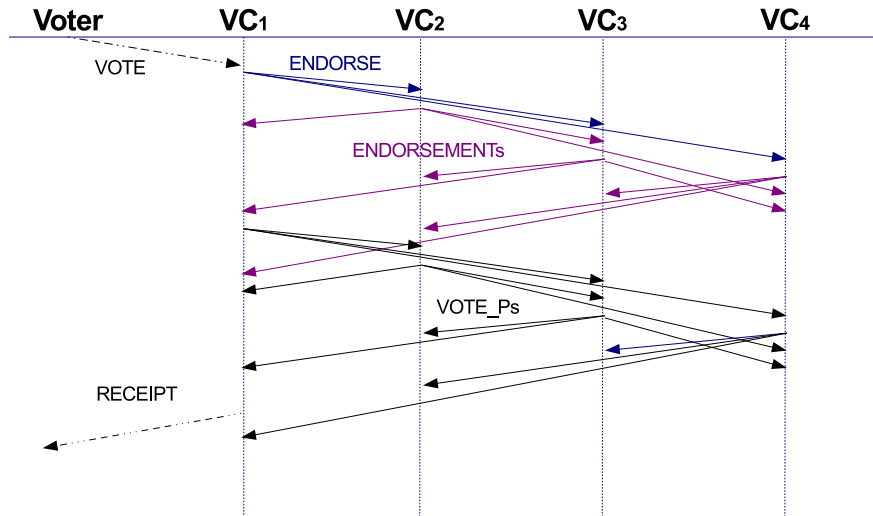 Voter VC1 VC2 VC3 VC4
VOTE
ENDORSE
ENDORSEMENTs
VOTE_Ps
RECEIPT